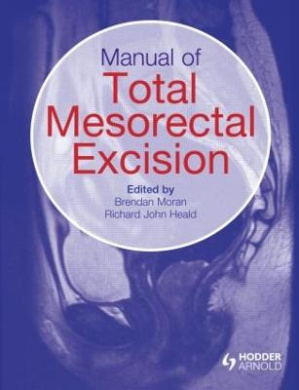 Manual of
Total
Mesorectal
Excision
Edited by
Brendan Moran
Richard John Heald
HODDER
ARNOLD